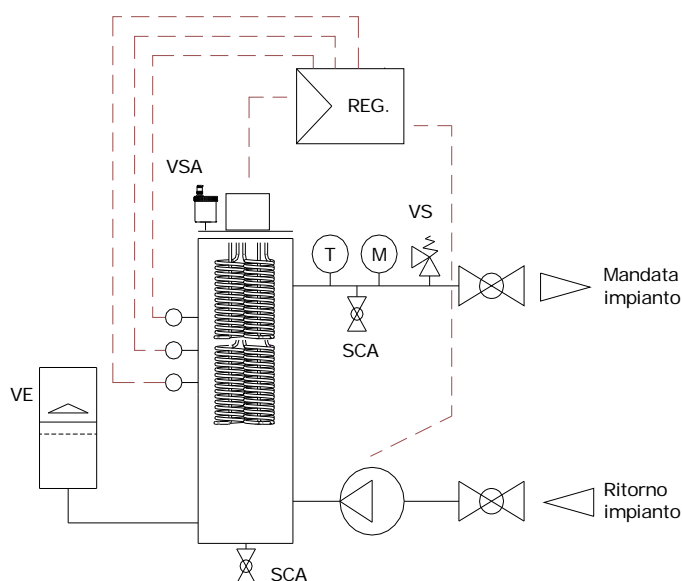 REG.
VSA
VS
T
M
Mandata
impianto
SCA
VE
Ritorno
impianto
SCA